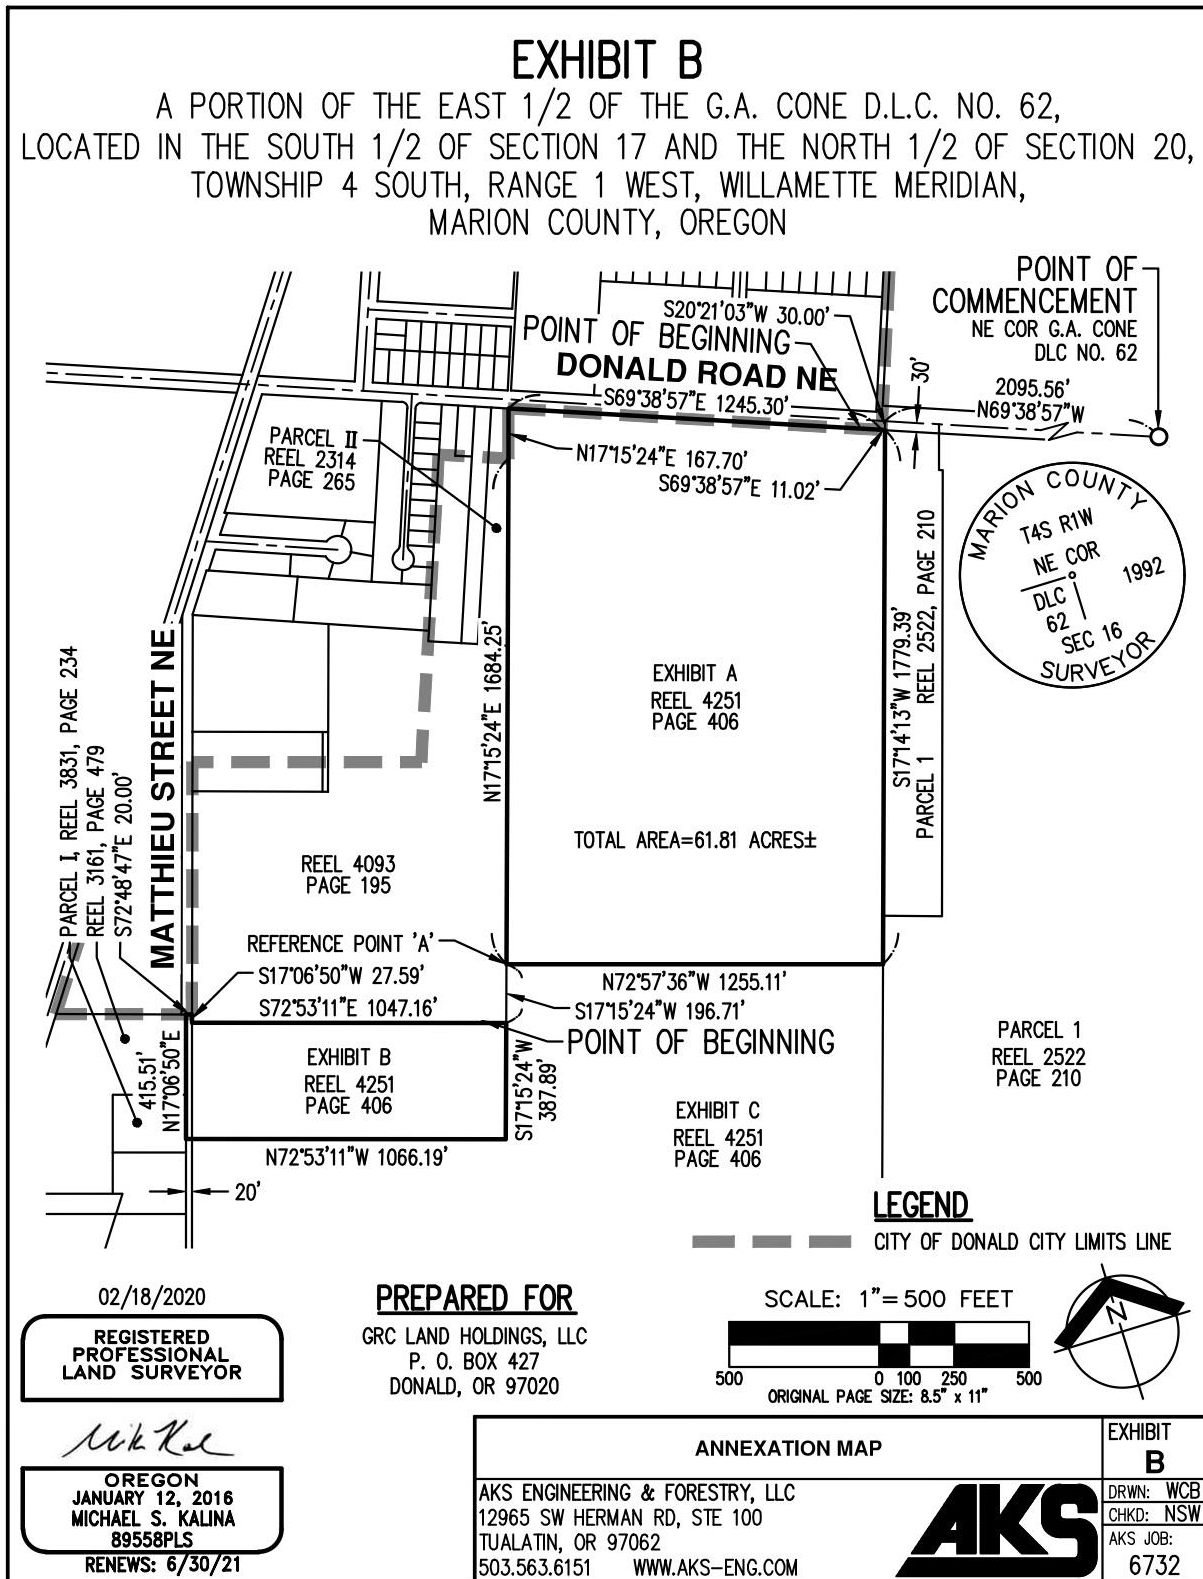 EXHIBIT B
A PORTION OF THE EAST 1/2 OF THE G.A. CONE D.L.C. NO. 62,
LOCATED IN THE SOUTH 1/2 OF SECTION 17 AND THE NORTH 1/2 OF SECTION 20,
TOWNSHIP 4 SOUTH, RANGE 1 WEST, WILLAMETTE MERIDIAN,
MARION COUNTY, OREGON
POINT OF
COMMENCEMENT
NE COR G.A. CONE
DLC NO. 62
S20°21'03"W 30.00'
POINT OF BEGINNING
DONALD ROAD NE
S69°38'57"E 1245.30'
30'
2095.56'
N69°38'57"W
PARCEL II
REEL 2314
PAGE 265
N17°15'24"E 167.70'
S69°38'57"E 11.02'
MARION COUNTY
T4S R1W
NE COR
1992
DLC
62
SEC 16
SURVEYOR
N17°15'24"E 1684.25'
EXHIBIT A
REEL 4251
PAGE 406
S17°14'13"W 1779.39'
PARCEL 1 REEL 2522, PAGE 210
TOTAL AREA=61.81 ACRES±
PARCEL I, REEL 3831, PAGE 234
REEL 3161, PAGE 479
S72°48'47"E 20.00'
MATTHIEU STREET NE
REEL 4093
PAGE 195
REFERENCE POINT 'A'
S17°06'50"W 27.59'
S72°53'11"E 1047.16'
N72°57'36"W 1255.11'
S17°15'24"W 196.71'
POINT OF BEGINNING
415.51'
N17°06'50"E
EXHIBIT B
REEL 4251
PAGE 406
S17°15'24"W
387.89'
N72°53'11"W 1066.19'
20'
EXHIBIT C
REEL 4251
PAGE 406
PARCEL 1
REEL 2522
PAGE 210
LEGEND
CITY OF DONALD CITY LIMITS LINE
02/18/2020
REGISTERED
PROFESSIONAL
LAND SURVEYOR
OREGON
JANUARY 12, 2016
MICHAEL S. KALINA
89558PLS
RENEWS: 6/30/21
PREPARED FOR
GRC LAND HOLDINGS, LLC
P. O. BOX 427
DONALD, OR 97020
SCALE: 1"=500 FEET
500 0 100 250 500
ORIGINAL PAGE SIZE: 8.5" x 11"
N
ANNEXATION MAP
AKS ENGINEERING & FORESTRY, LLC
12965 SW HERMAN RD, STE 100
TUALATIN, OR 97062
503.563.6151 WWW.AKS-ENG.COM
AKS
EXHIBIT
B
DRWN: WCB
CHKD: NSW
AKS JOB:
6732